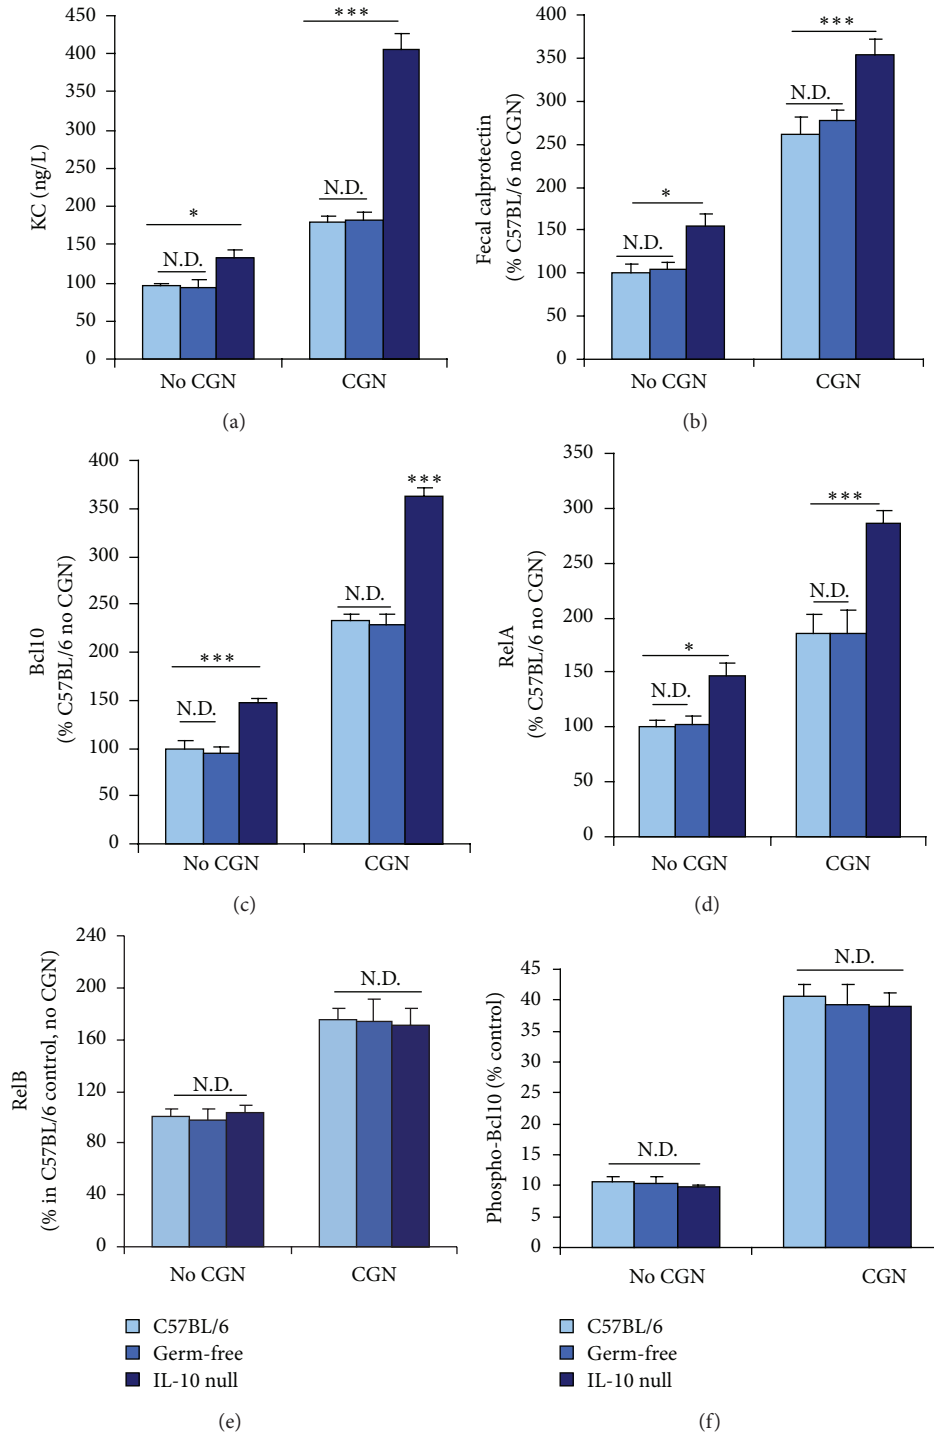 KC (ng/L)
450
400
350
300
250
200
150
100
50
0
***
N.D.
*
N.D.
No CGN
CGN
(a)
Fecal calprotectin
(% C57BL/6 no CGN)
400
350
300
250
200
150
100
50
0
***
N.D.
*
N.D.
No CGN
CGN
(b)
Bcl10
(% C57BL/6 no CGN)
400
350
300
250
200
150
100
50
0
***
N.D.
***
N.D.
No CGN
CGN
(c)
RelA
(% C57BL/6 no CGN)
350
300
250
200
150
100
50
0
***
N.D.
*
N.D.
No CGN
CGN
(d)
RelB
(% in C57BL/6 control, no CGN)
240
200
160
120
80
40
0
N.D.
N.D.
No CGN
CGN
C57BL/6
Germ-free
IL-10 null
(e)
Phospho-Bcl10 (% control)
45
40
35
30
25
20
15
10
5
0
N.D.
N.D.
No CGN
CGN
C57BL/6
Germ-free
IL-10 null
(f)